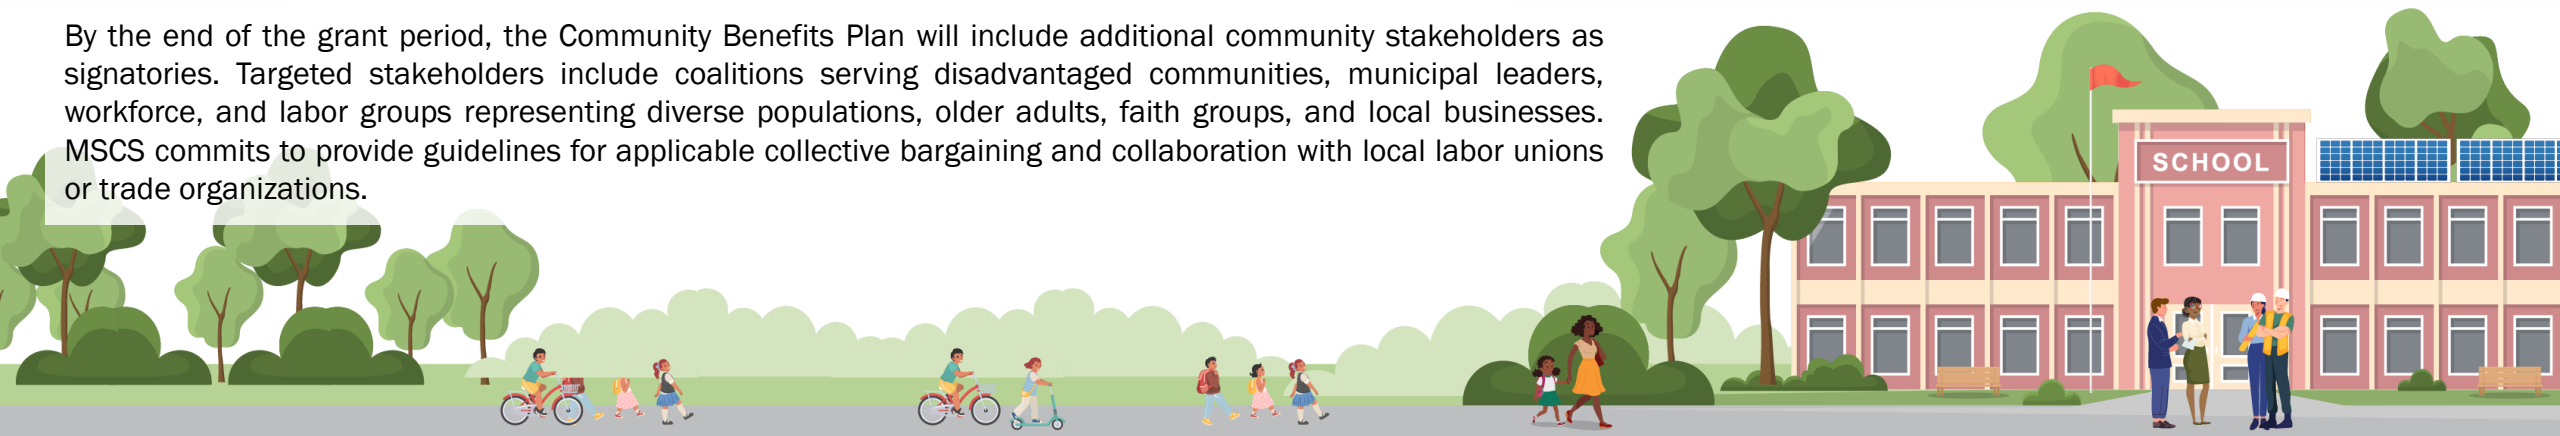 By the end of the grant period, the Community Benefits Plan will include additional community stakeholders as
signatories. Targeted stakeholders include coalitions serving disadvantaged communities, municipal leaders,
workforce, and labor groups representing diverse populations, older adults, faith groups, and local businesses.
MSCS commits to provide guidelines for applicable collective bargaining and collaboration with local labor unions
or trade organizations.
SCHOOL